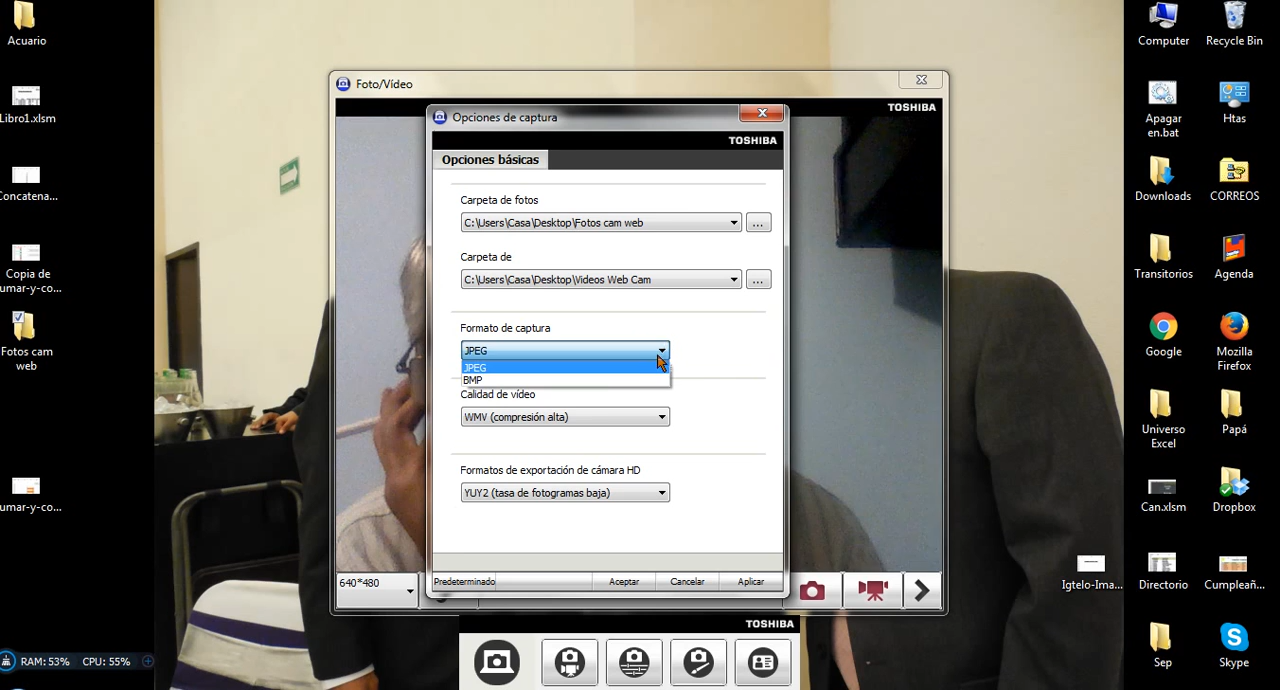 Acuario
Libro1.xlsm
Concatena...
Copia de
umar-y-co...
Fotos cam
web
umar-y-co...
RAM: 53% CPU: 55%
Foto/Vídeo
TOSHIBA
Opciones de captura
TOSHIBA
Opciones básicas
Carpeta de fotos
C:\Users\Casa\Desktop\Fotos cam web
...
Carpeta de
C:\Users\Casa\Desktop\Videos Web Cam
...
Formato de captura
JPEG
JPEG
BMP
Calidad de vídeo
WMV (compresión alta)
Formatos de exportación de cámara HD
YUY2 (tasa de fotogramas baja)
Predeterminado Aceptar Cancelar Aplicar
640*480
TOSHIBA
Computer
Recycle Bin
Apagar
en.bat
Htas
Downloads
CORREOS
Transitorios
Agenda
Google
Mozilla
Firefox
Universo
Excel
Papá
Can.xlsm
Dropbox
Igtelo-Ima...
Directorio
Cumpleañ...
Sep
Skype